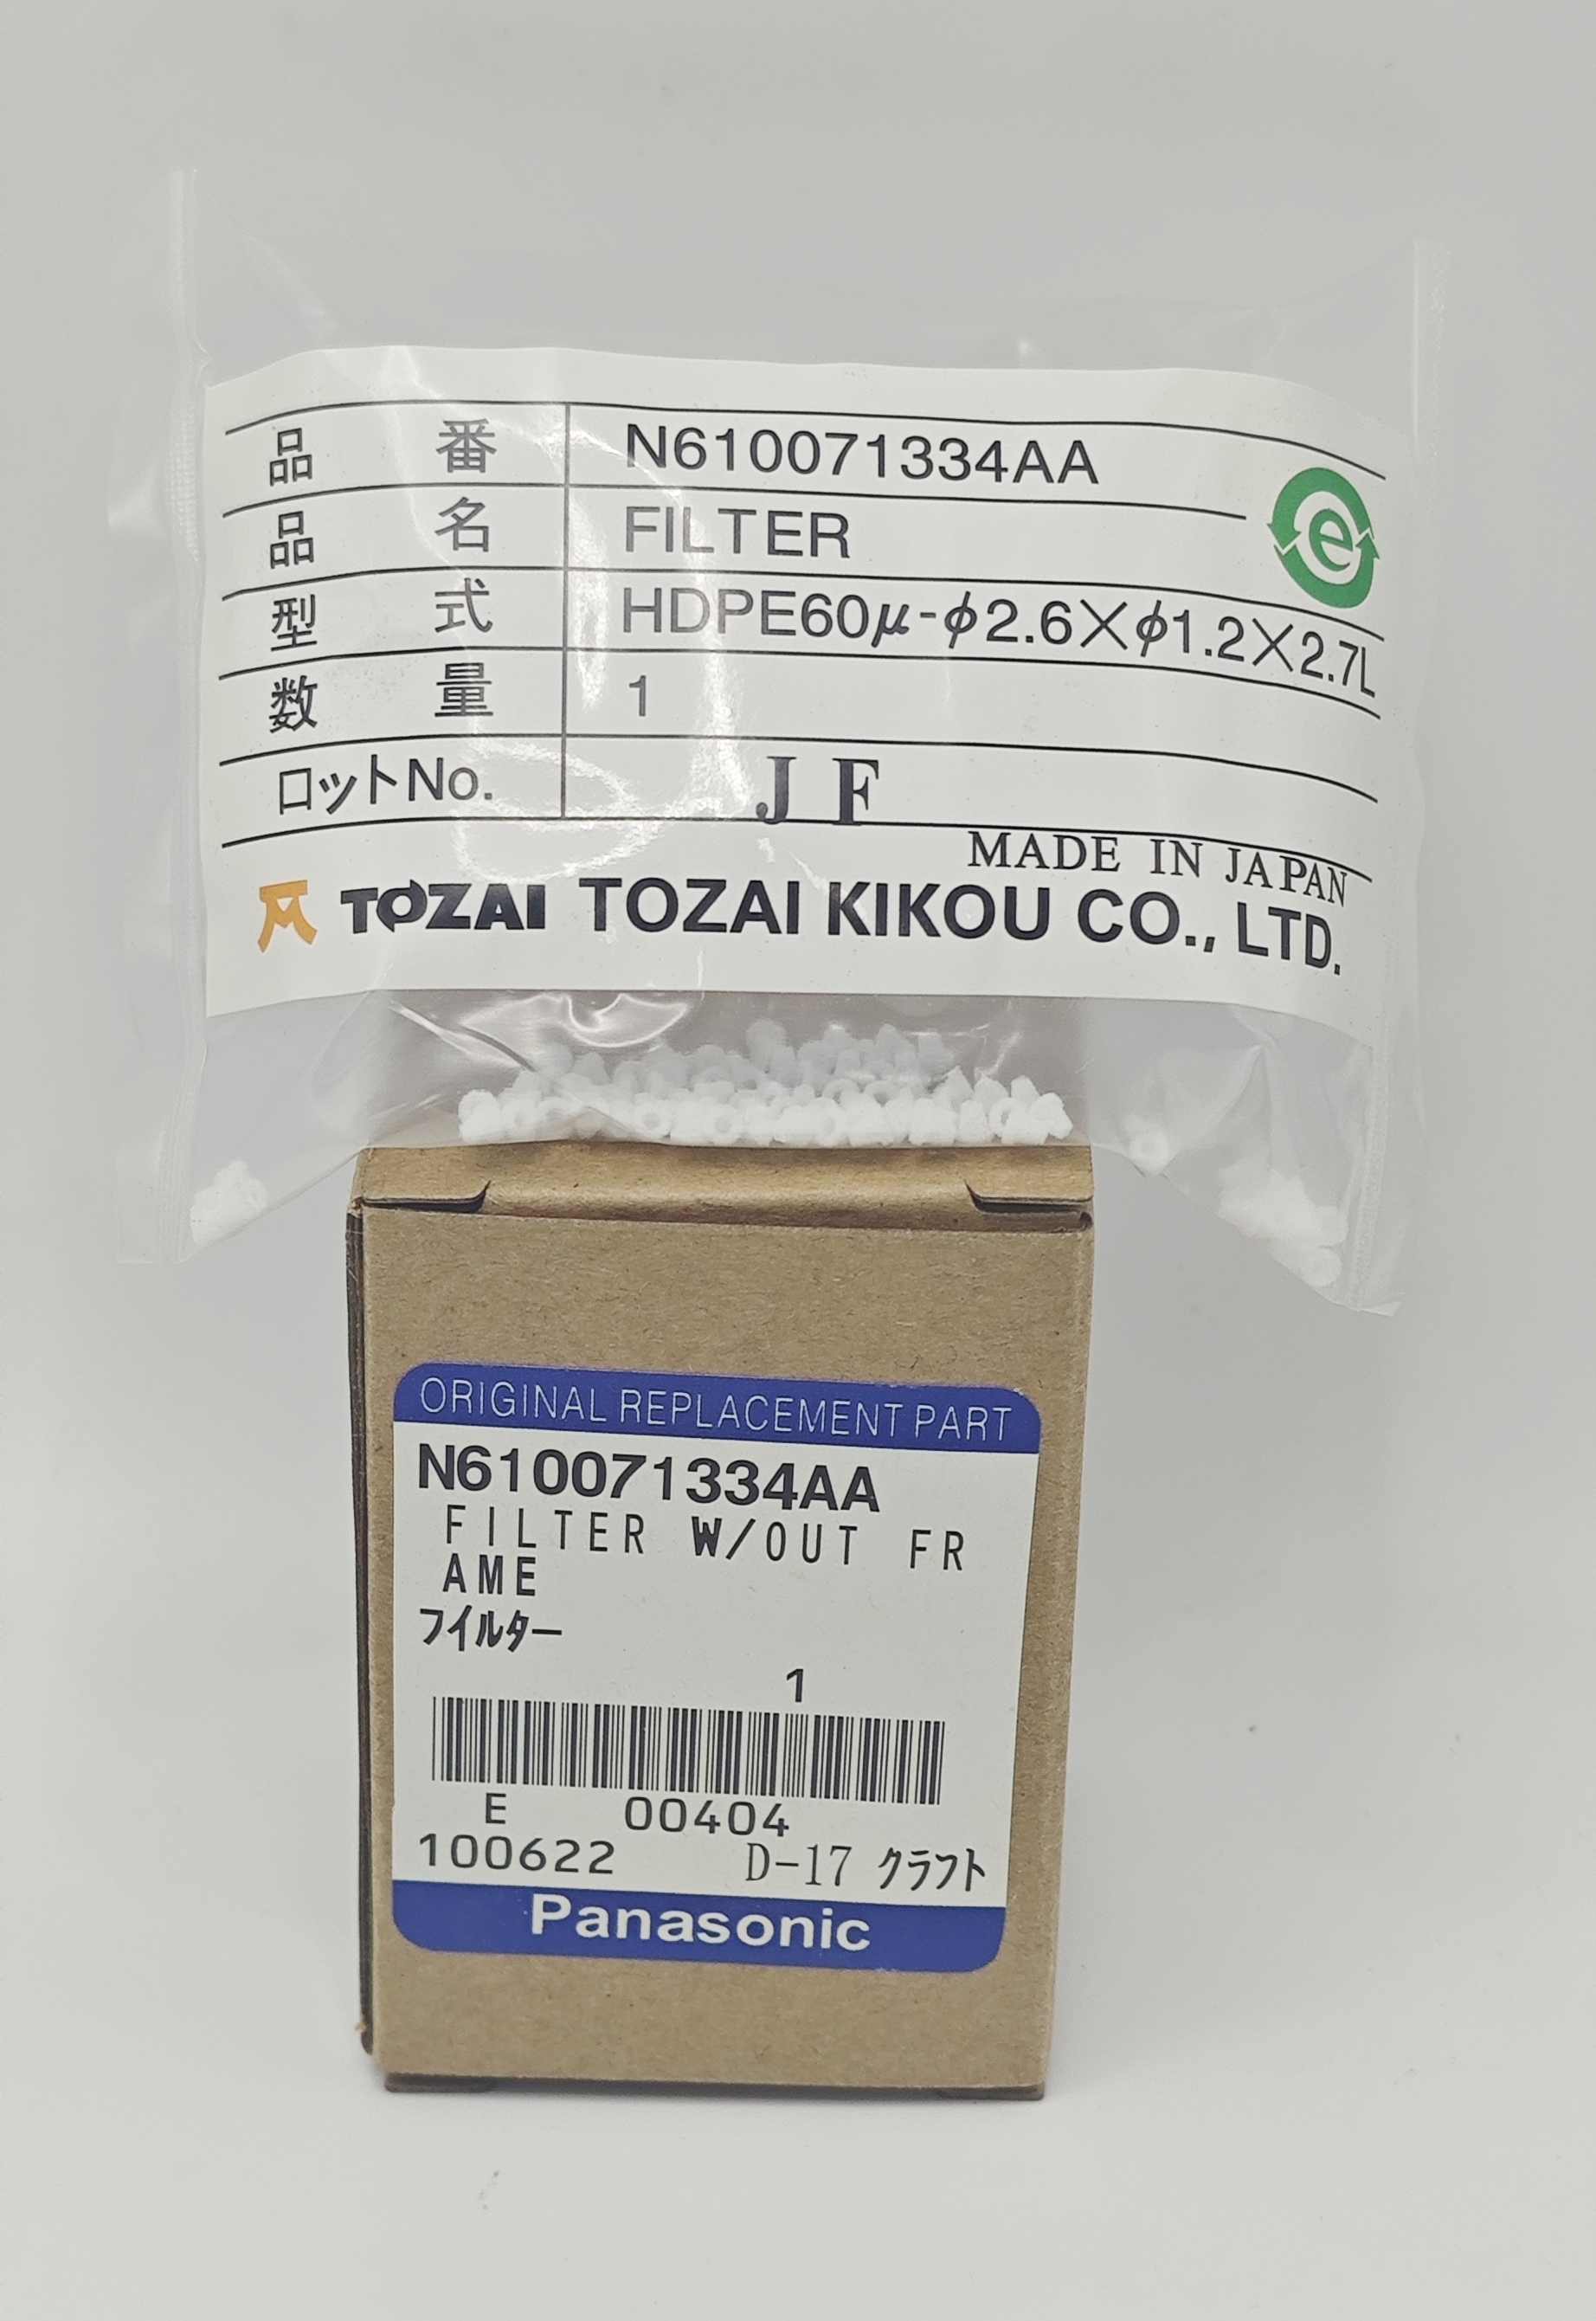 品番 N610071334AA
品名 FILTER
型式 HDPE60μ-φ2.6×φ1.2×2.7L
数量 1
ロットNo. JF
MADE IN JAPAN
TOZAI TOZAI KIKOU CO., LTD.
e
ORIGINAL REPLACEMENT PART
N610071334AA
FILTER W/OUT FR
AME
フイルター
1
E 00404
100622 D-17 クラフト
Panasonic